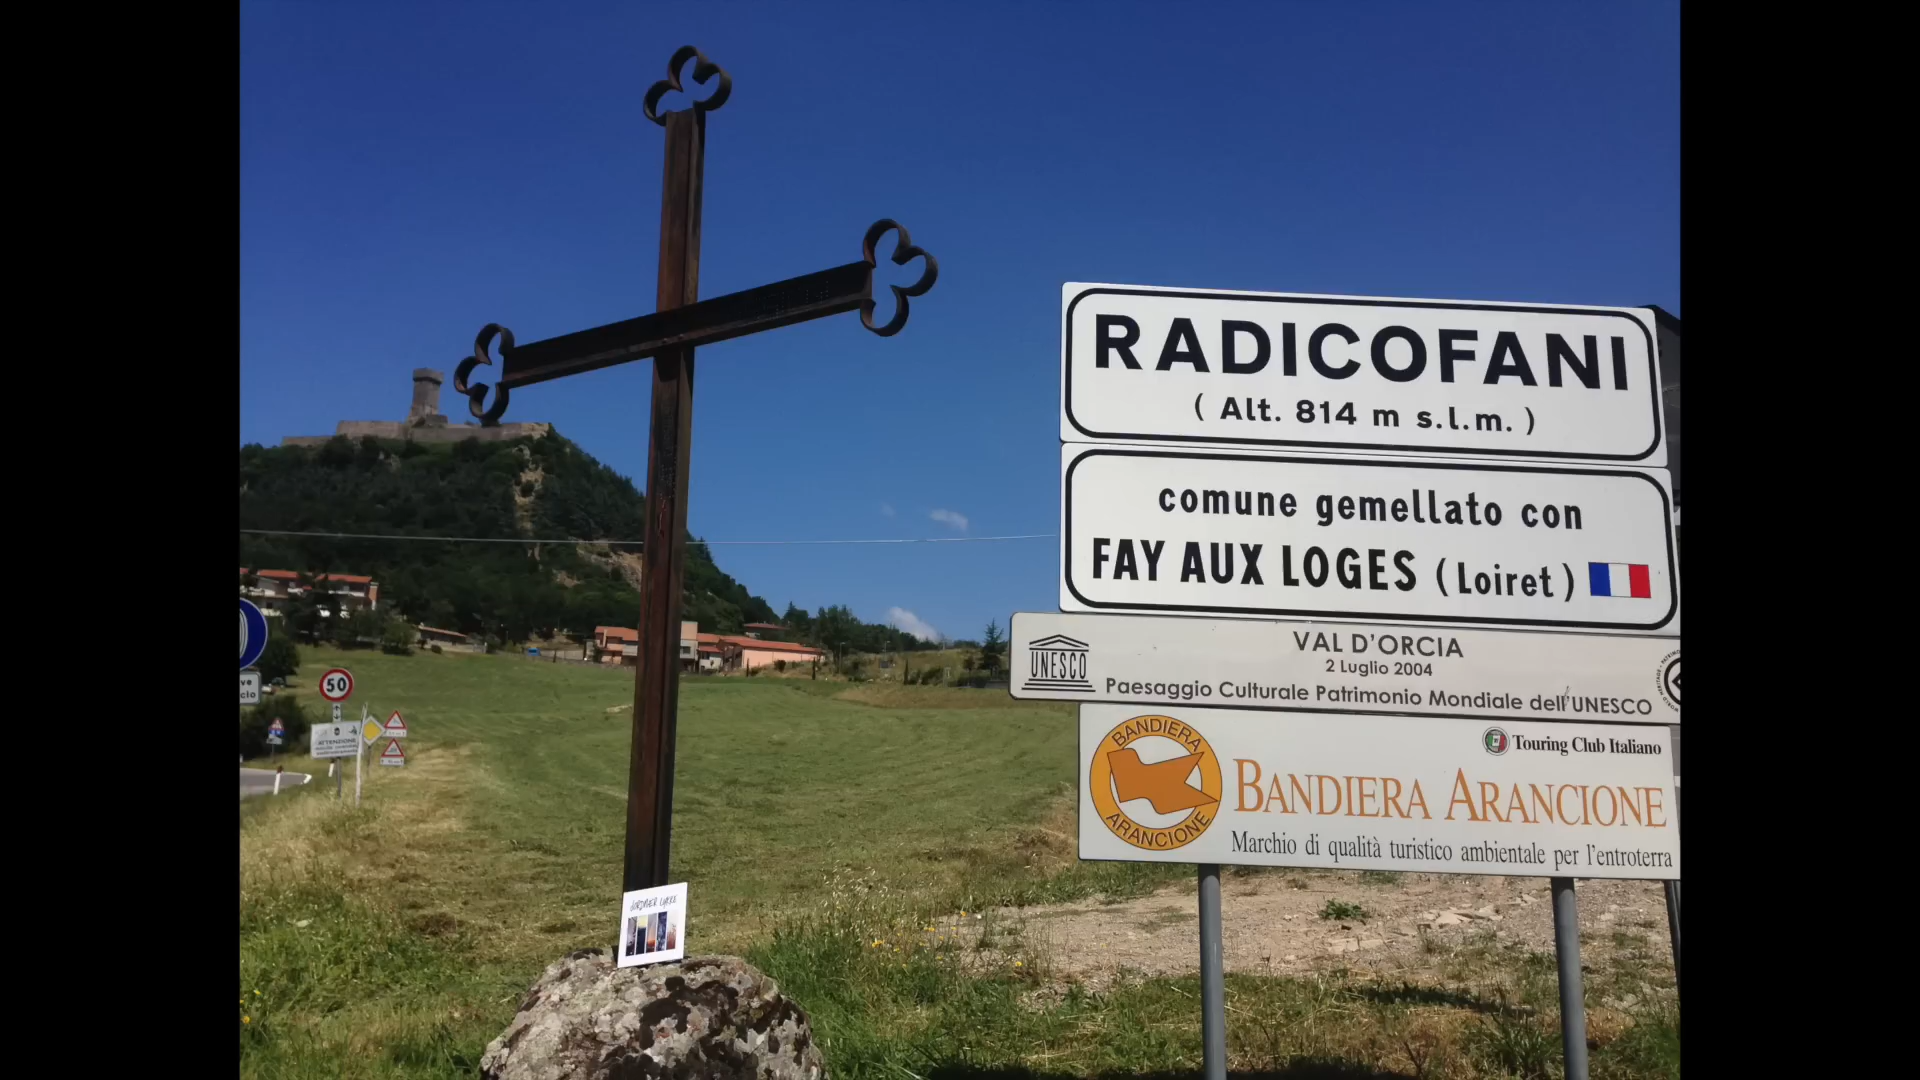 RADICOFANI
( Alt. 814 m s.l.m. )
comune gemellato con
FAY AUX LOGES (Loiret)
UNESCO
VAL D'ORCIA
2 Luglio 2004
Paesaggio Culturale Patrimonio Mondiale dell'UNESCO
BANDIERA
ARANCIONE
Touring Club Italiano
BANDIERA ARANCIONE
Marchio di qualità turistico ambientale per l'entroterra
50
ATTENZIONE